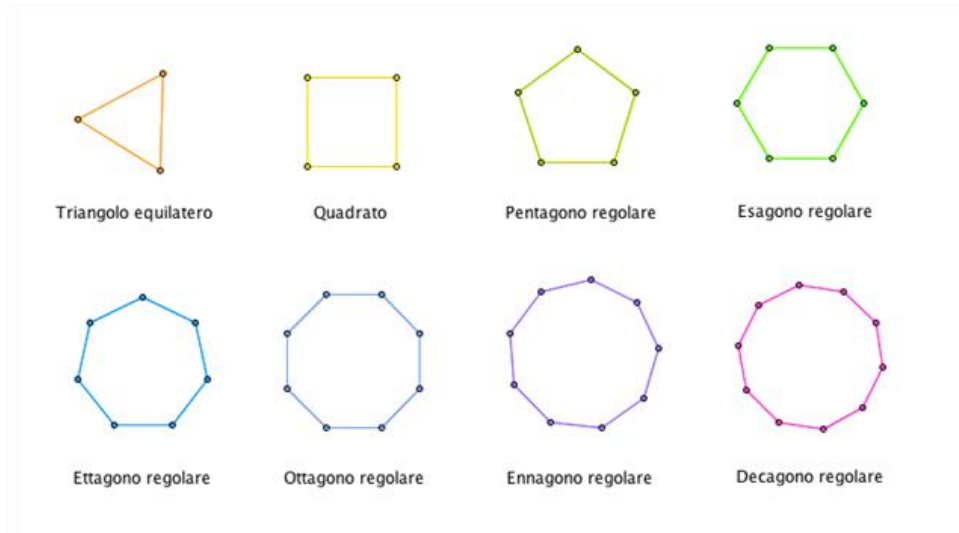 Triangolo equilatero
Quadrato
Pentagono regolare
Esagono regolare
Ettagono regolare
Ottagono regolare
Ennagono regolare
Decagono regolare